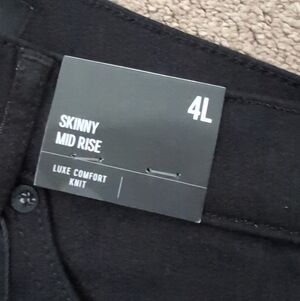 4L
SKINNY
MID RISE
LUXE COMFORT
KNIT